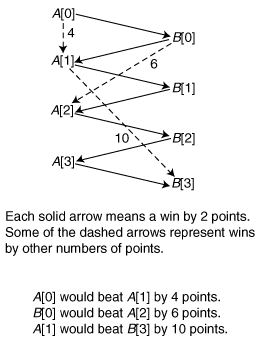 A[0]
4
B[0]
A[1]
6
B[1]
A[2]
10
B[2]
A[3]
B[3]
Each solid arrow means a win by 2 points.
Some of the dashed arrows represent wins
by other numbers of points.
A[0] would beat A[1] by 4 points.
B[0] would beat A[2] by 6 points.
A[1] would beat B[3] by 10 points.